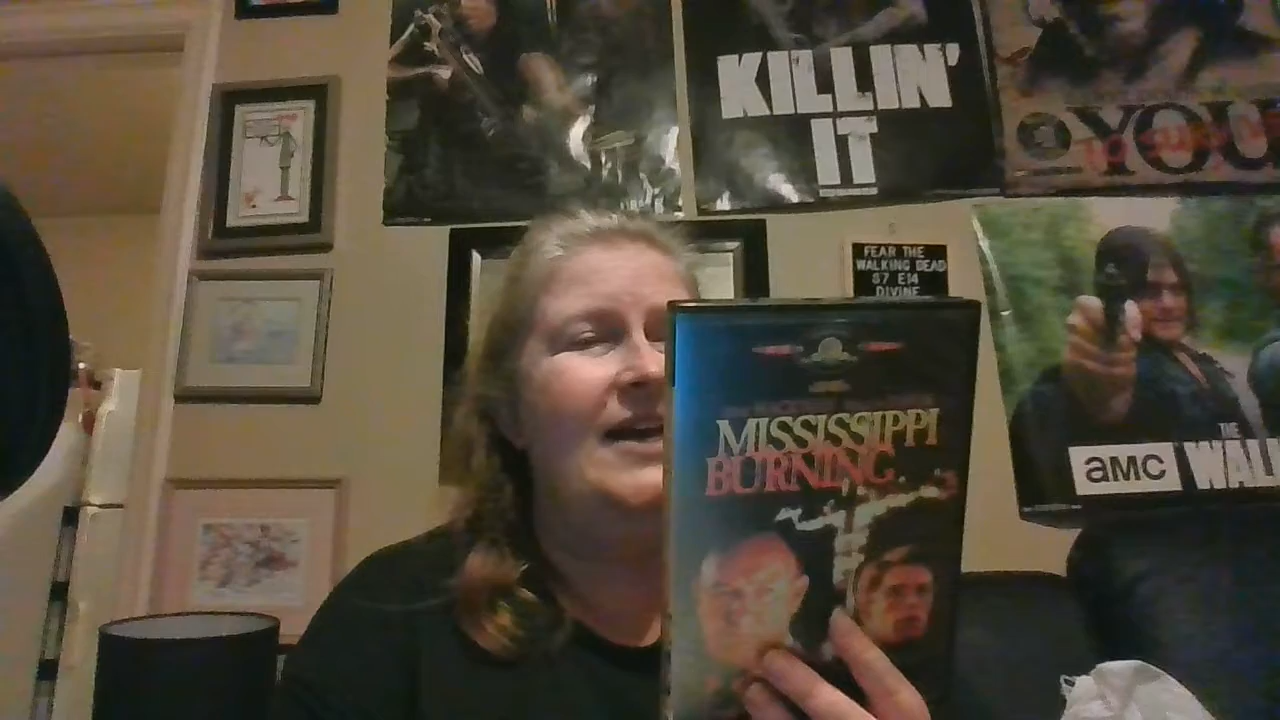 KILLIN'
IT
YOU
FEAR THE
WALKING DEAD
S7 E14
DIVINE
MISSISSIPPI
BURNING
aMC
THE
WAL